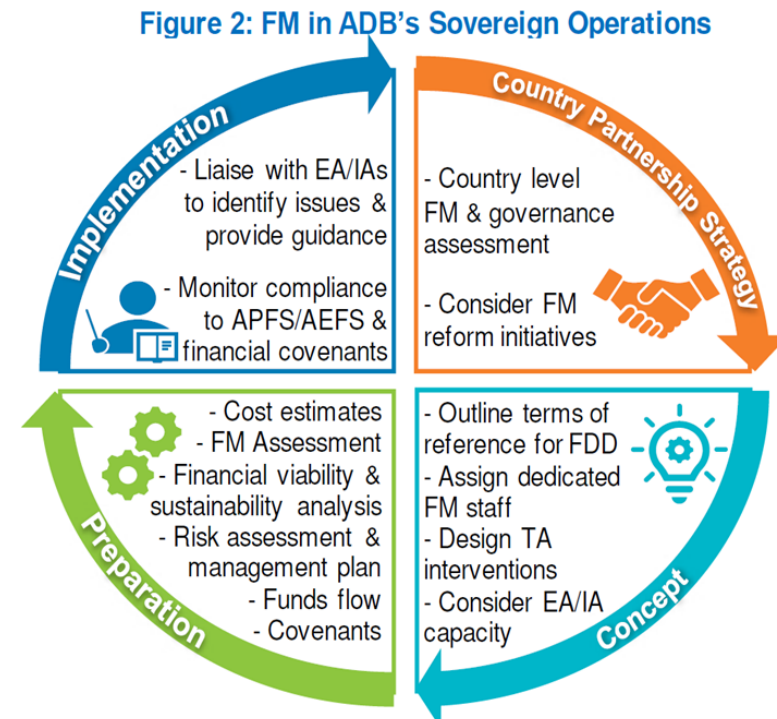 Figure 2: FM in ADB's Sovereign Operations
Implementation
- Liaise with EA/IAs
to identify issues &
provide guidance
- Monitor compliance
to APFS/AEFS &
financial covenants
Country Partnership Strategy
- Country level
FM & governance
assessment
- Consider FM
reform initiatives
Preparation
- Cost estimates
- FM Assessment
- Financial viability &
sustainability analysis
- Risk assessment &
management plan
- Funds flow
- Covenants
- Outline terms of
reference for FDD
- Assign dedicated
FM staff
- Design TA
interventions
- Consider EA/IA
capacity
Concept